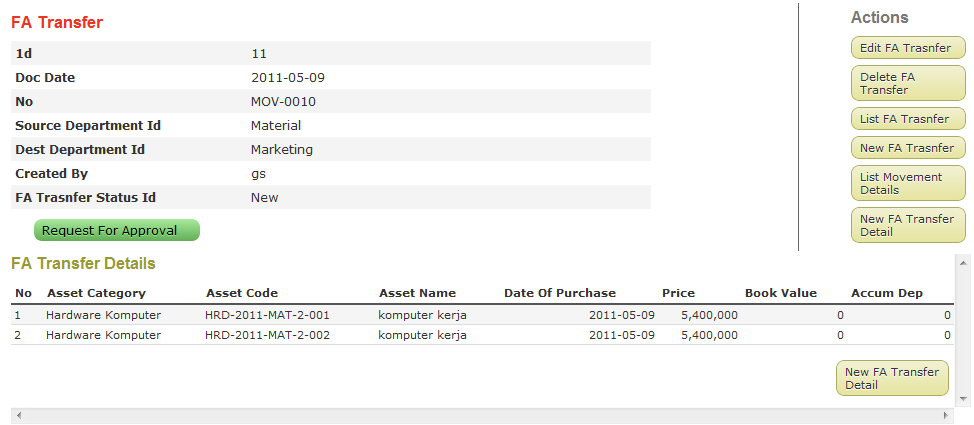 FA Transfer
1d 11
Doc Date 2011-05-09
No MOV-0010
Source Department Id Material
Dest Department Id Marketing
Created By gs
FA Trasnfer Status Id New
Request For Approval
Actions
Edit FA Trasnfer
Delete FA
Transfer
List FA Trasnfer
New FA Trasnfer
List Movement
Details
New FA Transfer
Detail
FA Transfer Details
No Asset Category Asset Code Asset Name Date Of Purchase Price Book Value Accum Dep
1 Hardware Komputer HRD-2011-MAT-2-001 komputer kerja 2011-05-09 5,400,000 0 0
2 Hardware Komputer HRD-2011-MAT-2-002 komputer kerja 2011-05-09 5,400,000 0 0
New FA Transfer
Detail